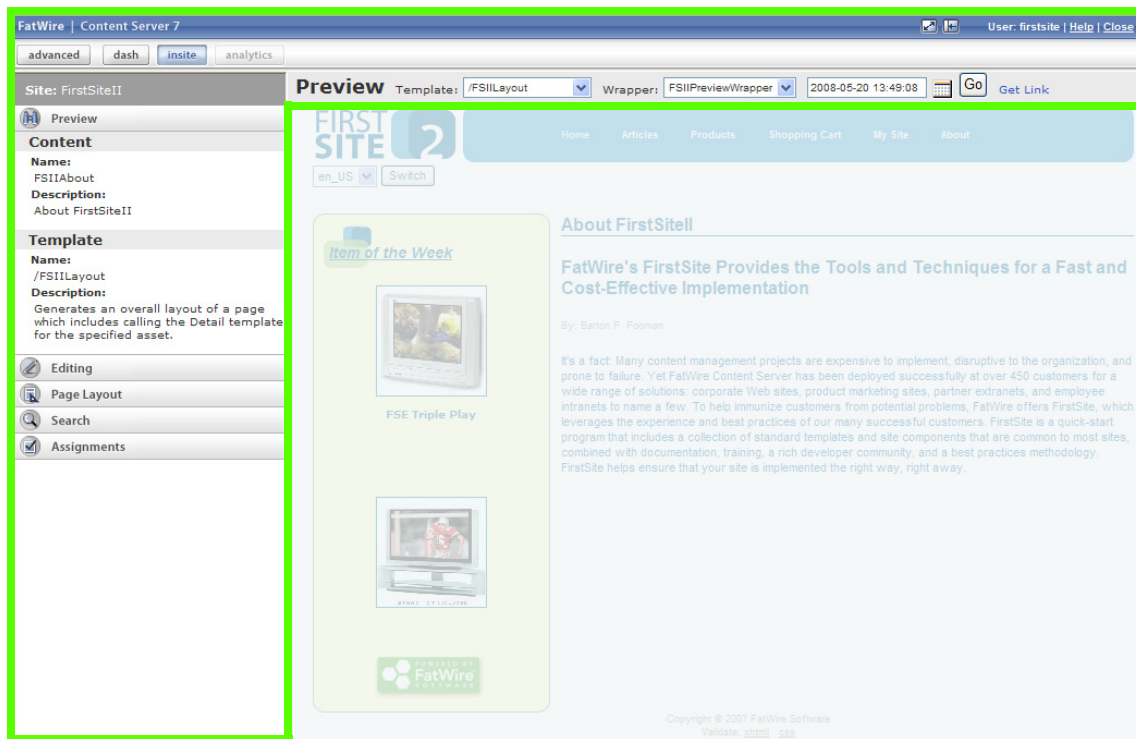 FatWire | Content Server 7
User: firstsite | Help | Close
advanced dash insite analytics
Site: FirstSiteII
Preview Template: /FSIILayout Wrapper: FSIIPreviewWrapper 2008-05-20 13:49:08 Go Get Link
Preview
Content
Name:
FSIIAbout
Description:
About FirstSiteII
Template
Name:
/FSIILayout
Description:
Generates an overall layout of a page
which includes calling the Detail template
for the specified asset.
Editing
Page Layout
Search
Assignments
FIRST
SITE 2
Home Articles Products Shopping Cart My Site About
en_US Switch
Item of the Week
FSE Triple Play
POWERED BY
FatWire
SOFTWARE
About FirstSiteII
FatWire's FirstSite Provides the Tools and Techniques for a Fast and
Cost-Effective Implementation
By: Barton P. Fooman
It's a fact: Many content management projects are expensive to implement, disruptive to the organization, and
prone to failure. Yet FatWire Content Server has been deployed successfully at over 450 customers for a
wide range of solutions: corporate Web sites, product marketing sites, partner extranets, and employee
intranets to name a few. To help immunize customers from potential problems, FatWire offers FirstSite, which
leverages the experience and best practices of our many successful customers. FirstSite is a quick-start
program that includes a collection of standard templates and site components that are common to most sites,
combined with documentation, training, a rich developer community, and a best practices methodology.
FirstSite helps ensure that your site is implemented the right way, right away.
Copyright © 2007 FatWire Software
Validate: xhtml css